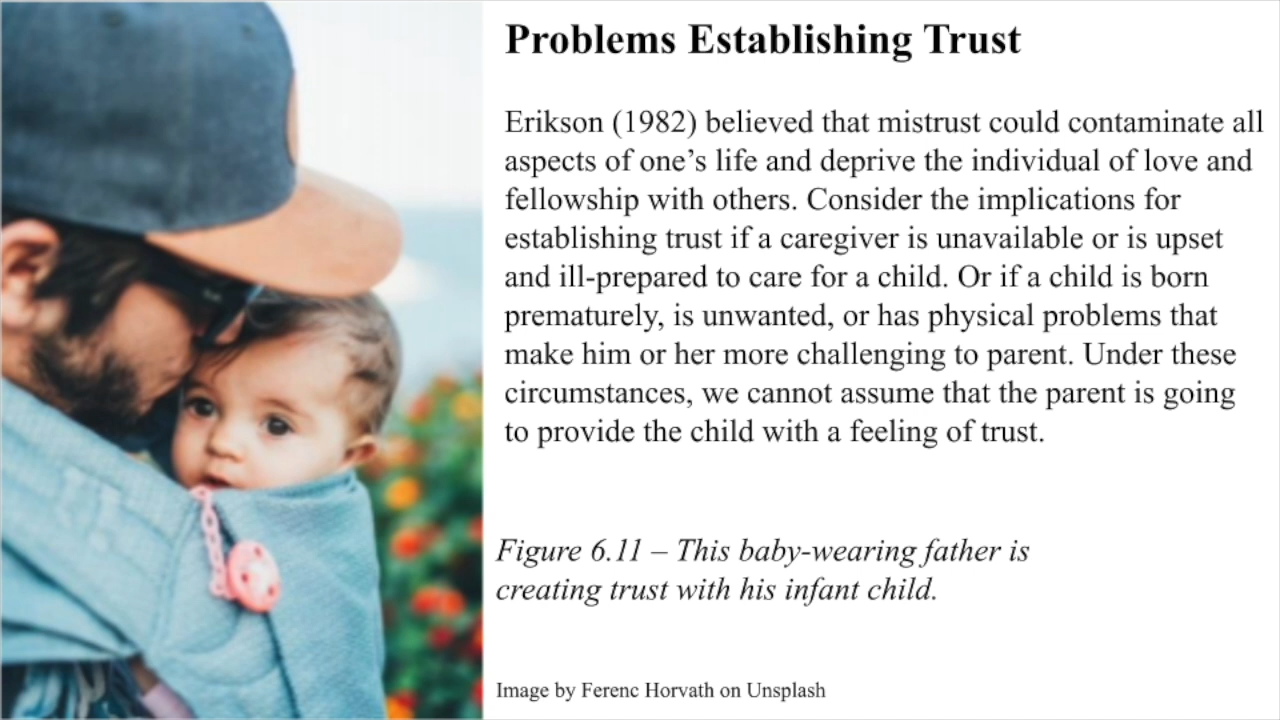 Problems Establishing Trust
Erikson (1982) believed that mistrust could contaminate all
aspects of one’s life and deprive the individual of love and
fellowship with others. Consider the implications for
establishing trust if a caregiver is unavailable or is upset
and ill-prepared to care for a child. Or if a child is born
prematurely, is unwanted, or has physical problems that
make him or her more challenging to parent. Under these
circumstances, we cannot assume that the parent is going
to provide the child with a feeling of trust.
Figure 6.11 – This baby-wearing father is
creating trust with his infant child.
Image by Ferenc Horvath on Unsplash